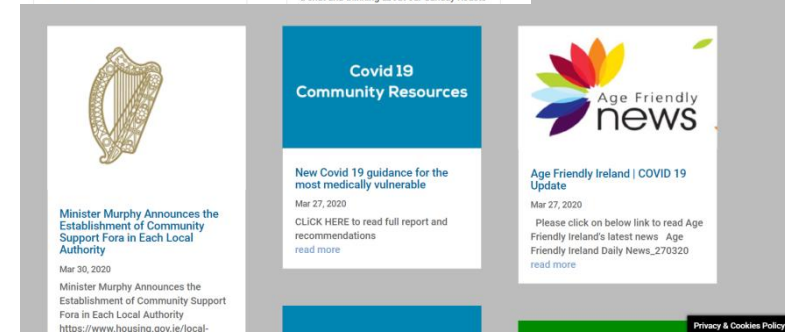 Minister Murphy Announces the
Establishment of Community
Support Fora in Each Local
Authority
Mar 30, 2020
Minister Murphy Announces the
Establishment of Community Support
Fora in Each Local Authority
https://www.housing.gov.ie/local-
Covid 19
Community Resources
New Covid 19 guidance for the
most medically vulnerable
Mar 27, 2020
CLiCK HERE to read full report and
recommendations
read more
Age Friendly
news
Age Friendly Ireland | COVID 19
Update
Mar 27, 2020
Please click on below link to read Age
Friendly Ireland's latest news Age
Friendly Ireland Daily News_270320
read more
Privacy & Cookies Policy